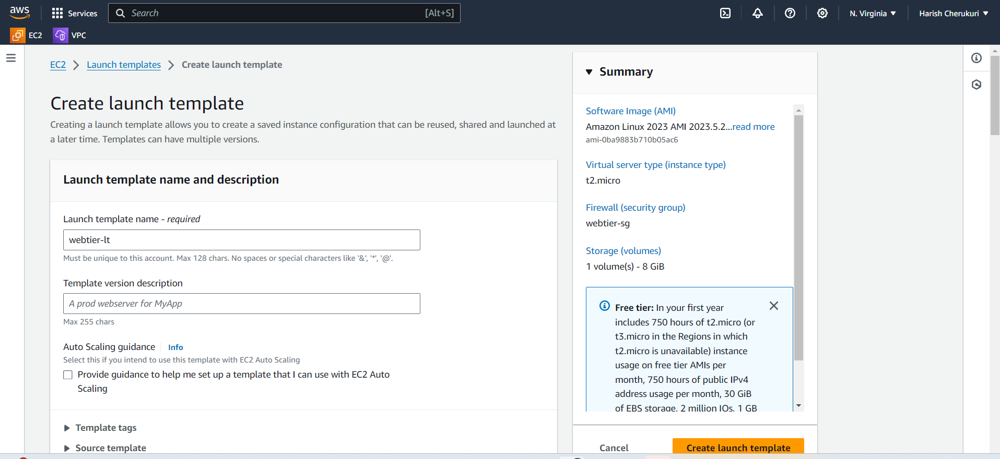 aws
Services
Search
[Alt+S]
N. Virginia
Harish Cherukuri
EC2
VPC
EC2
Launch templates
Create launch template
Create launch template
Creating a launch template allows you to create a saved instance configuration that can be reused, shared and launched at
a later time. Templates can have multiple versions.
Launch template name and description
Launch template name - required
webtier-lt
Must be unique to this account. Max 128 chars. No spaces or special characters like '&', '*', '@'.
Template version description
A prod webserver for MyApp
Max 255 chars
Auto Scaling guidance
Info
Select this if you intend to use this template with EC2 Auto Scaling
Provide guidance to help me set up a template that I can use with EC2 Auto
Scaling
Template tags
Source template
Summary
Software Image (AMI)
Amazon Linux 2023 AMI 2023.5.2...read more
ami-0ba9883b710b05ac6
Virtual server type (instance type)
t2.micro
Firewall (security group)
webtier-sg
Storage (volumes)
1 volume(s) - 8 GiB
Free tier: In your first year
includes 750 hours of t2.micro (or
t3.micro in the Regions in which
t2.micro is unavailable) instance
usage on free tier AMIs per
month, 750 hours of public IPv4
address usage per month, 30 GiB
of EBS storage, 2 million IOs, 1 GB
Cancel
Create launch template